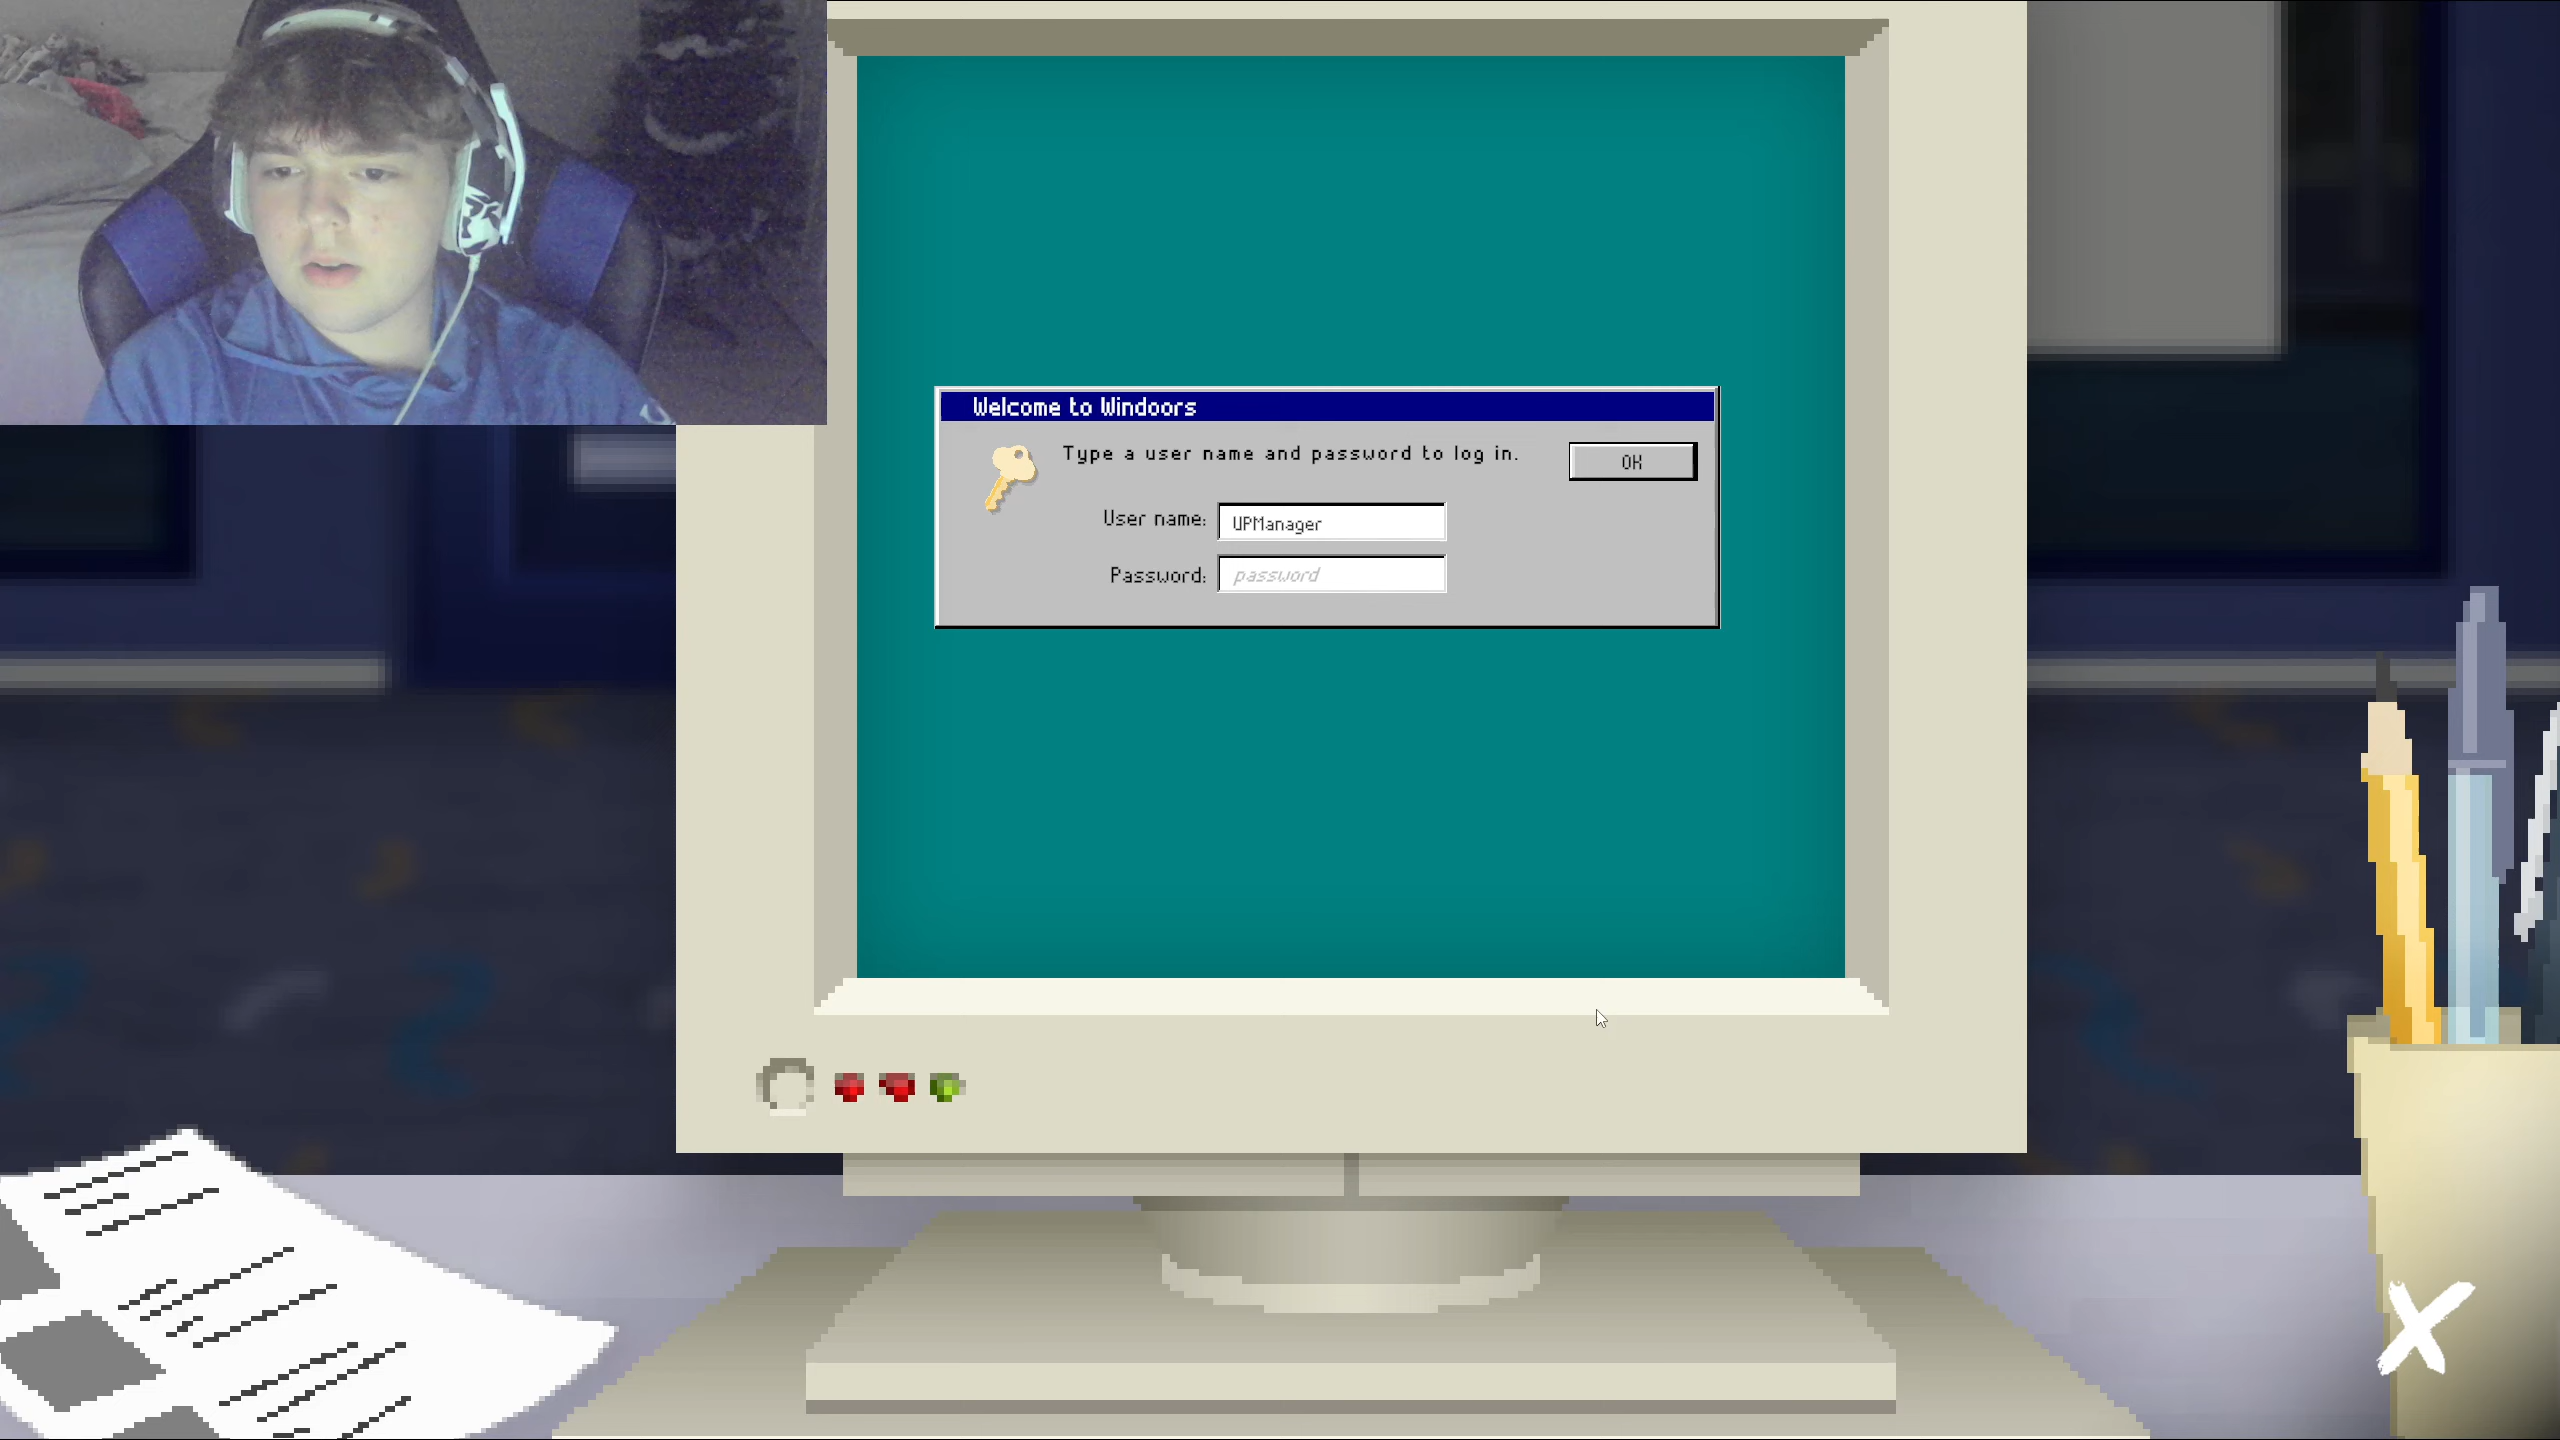 Welcome to Windoors
Type a user name and password to log in.
OK
User name: UPManager
Password: password